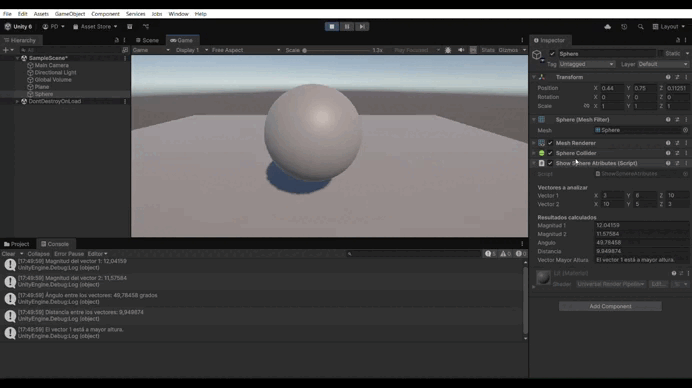 File Edit Assets GameObject Component Services Jobs Window Help
Unity 6 PD Asset Store Layout
Hierarchy
All
SampleScene*
Main Camera
Directional Light
Global Volume
Plane
Sphere
DontDestroyOnLoad
Scene Game
Game Display 1 Free Aspect Scale 1.3x Play Focused Stats Gizmos
Project Console
Clear Collapse Error Pause Editor
5 0 0
[17:49:59] Magnitud del vector 1: 12,04159
UnityEngine.Debug:Log (object)
[17:49:59] Magnitud del vector 2: 11,57584
UnityEngine.Debug:Log (object)
[17:49:59] Ángulo entre los vectores: 49,78458 grados
UnityEngine.Debug:Log (object)
[17:49:59] Distancia entre los vectores: 9,949874
UnityEngine.Debug:Log (object)
[17:49:59] El vector 1 está a mayor altura.
UnityEngine.Debug:Log (object)
Inspector
Sphere Static
Tag Untagged Layer Default
Transform
Position X 0.44 Y 0.75 Z 0.11251
Rotation X 0 Y 0 Z 0
Scale X 1 Y 1 Z 1
Sphere (Mesh Filter)
Mesh Sphere
Mesh Renderer
Sphere Collider
Show Sphere Atributes (Script)
Script
Vectores a analizar
Vector 1 X 3 Y 6 Z 10
Vector 2 X 10 Y 5 Z 3
Resultados calculados
Magnitud 1 12.04159
Magnitud 2 11.57584
Angulo 49.78458
Distancia 9.949874
Vector Mayor Altura El vector 1 está a mayor altura.
Lit (Material)
Shader Universal Render Pipeline Edit...
Add Component